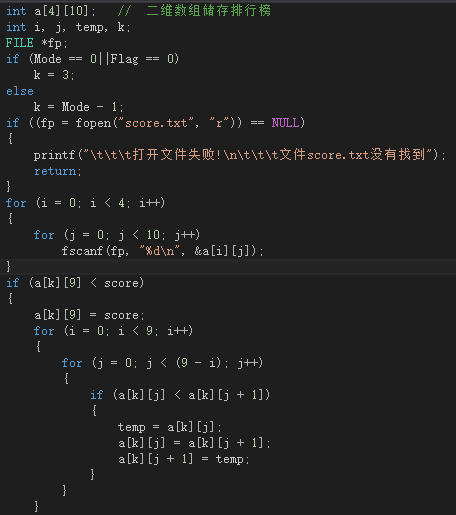 int a[4][10];   //  二维数组储存排行榜
int i, j, temp, k;
FILE *fp;
if (Mode == 0||Flag == 0)
    k = 3;
else
    k = Mode - 1;
if ((fp = fopen("score.txt", "r")) == NULL)
{
    printf("\t\t\t打开文件失败!\n\t\t\t文件score.txt没有找到");
    return;
}
for (i = 0; i < 4; i++)
{
    for (j = 0; j < 10; j++)
        fscanf(fp, "%d\n", &a[i][j]);
}
if (a[k][9] < score)
{
    a[k][9] = score;
    for (i = 0; i < 9; i++)
    {
        for (j = 0; j < (9 - i); j++)
        {
            if (a[k][j] < a[k][j + 1])
            {
                temp = a[k][j];
                a[k][j] = a[k][j + 1];
                a[k][j + 1] = temp;
            }
        }
    }